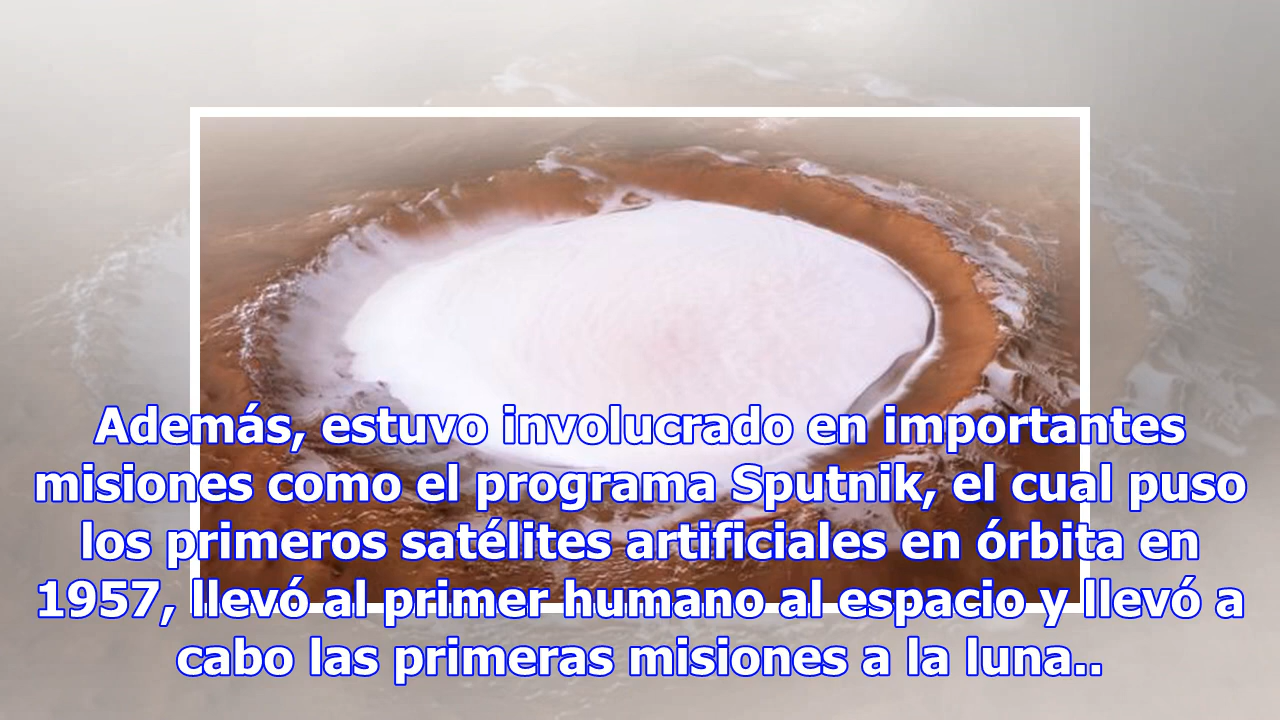 Además, estuvo involucrado en importantes
misiones como el programa Sputnik, el cual puso
los primeros satélites artificiales en órbita en
1957, llevó al primer humano al espacio y llevó a
cabo las primeras misiones a la luna..